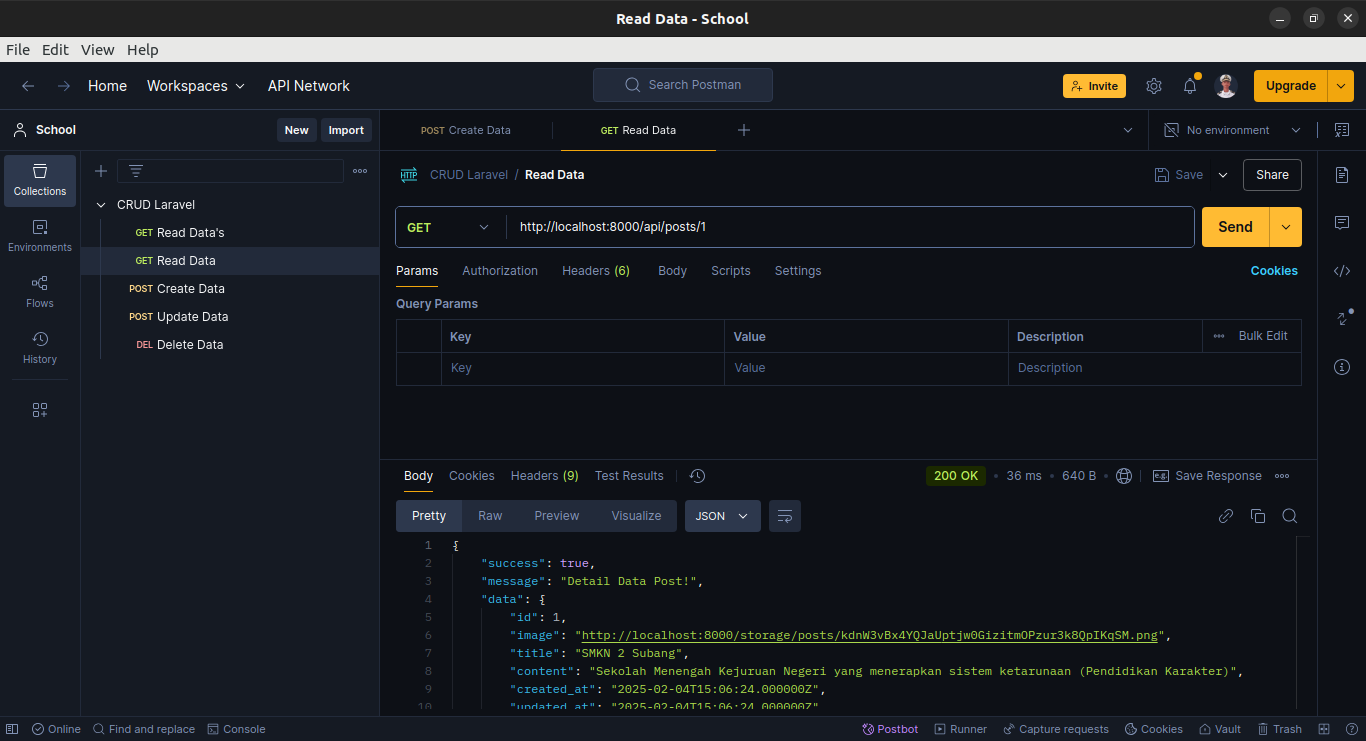 Read Data - School
File Edit View Help
Home Workspaces API Network Search Postman Invite Upgrade
School New Import POST Create Data GET Read Data No environment
Collections
Environments
Flows
History
CRUD Laravel
GET Read Data's
GET Read Data
POST Create Data
POST Update Data
DEL Delete Data
HTTP CRUD Laravel / Read Data Save Share
GET http://localhost:8000/api/posts/1 Send
Params Authorization Headers (6) Body Scripts Settings Cookies
Query Params
Key Value Description Bulk Edit
Key Value Description
Body Cookies Headers (9) Test Results 200 OK 36 ms 640 B e.g. Save Response
Pretty Raw Preview Visualize JSON
1 {
2 "success": true,
3 "message": "Detail Data Post!",
4 "data": {
5 "id": 1,
6 "image": "http://localhost:8000/storage/posts/kdnW3vBx4YQJaUptjw0GizitmOPzur3k8QpIKqSM.png",
7 "title": "SMKN 2 Subang",
8 "content": "Sekolah Menengah Kejuruan Negeri yang menerapkan sistem ketarunaan (Pendidikan Karakter)",
9 "created_at": "2025-02-04T15:06:24.000000Z",
10 "updated_at": "2025-02-04T15:06:24.000000Z"
Online Find and replace Console Postbot Runner Capture requests Cookies Vault Trash